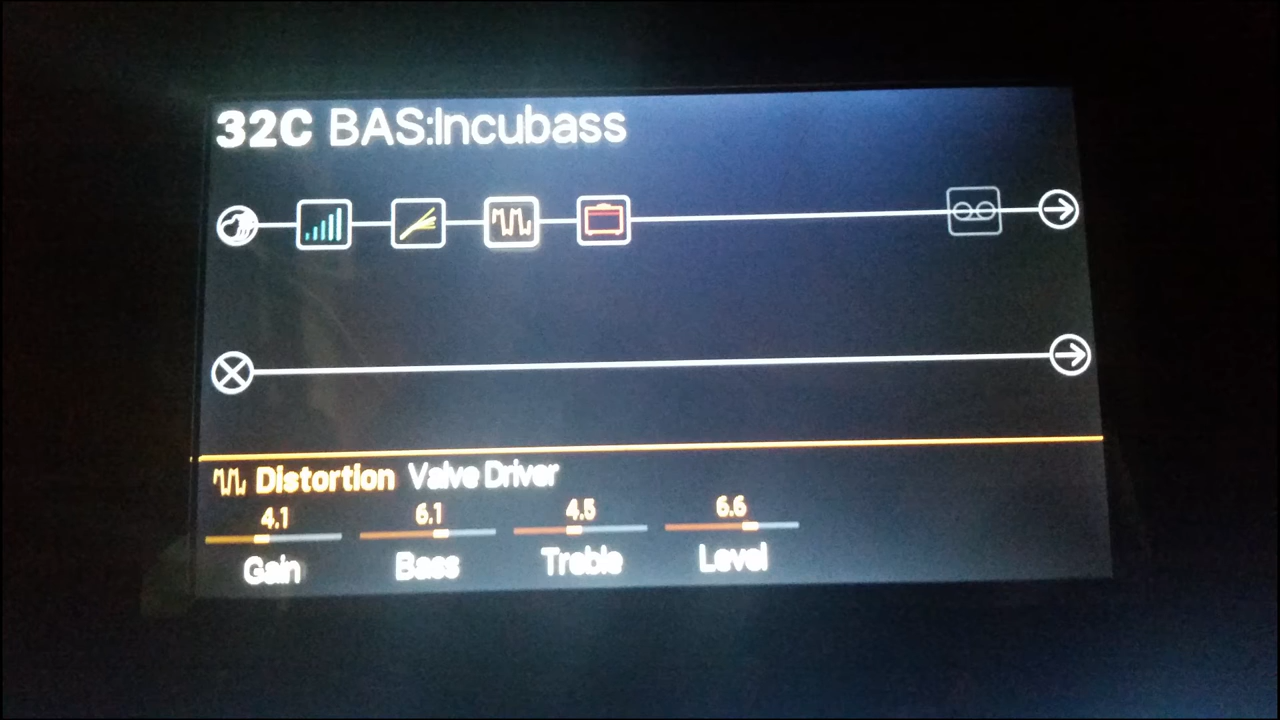 32C BAS:Incubass
Distortion Valve Driver
4.1 6.1 4.5 6.6
Gain Bass Treble Level